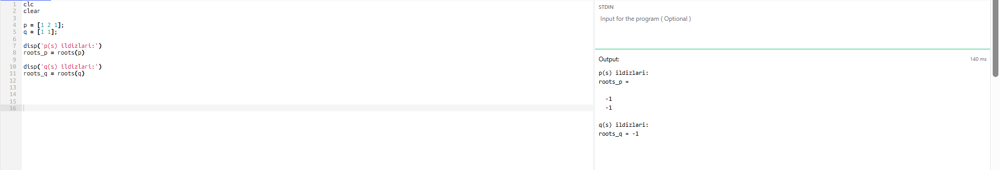 1 clc
2 clear
3
4 p = [1 2 1];
5 q = [1 1];
6
7 disp('p(s) ildizlari:')
8 roots_p = roots(p)
9
10 disp('q(s) ildizlari:')
11 roots_q = roots(q)
12
13
14
15
16
STDIN
Input for the program ( Optional )
Output: 140 ms
p(s) ildizlari:
roots_p =
-1
-1
q(s) ildizlari:
roots_q = -1